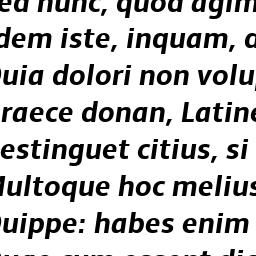 ed nunc, quod agim
dem iste, inquam, d
uia dolori non volu
raece donan, Latine
estinguet citius, si
Multoque hoc melius
Quippe: habes enim